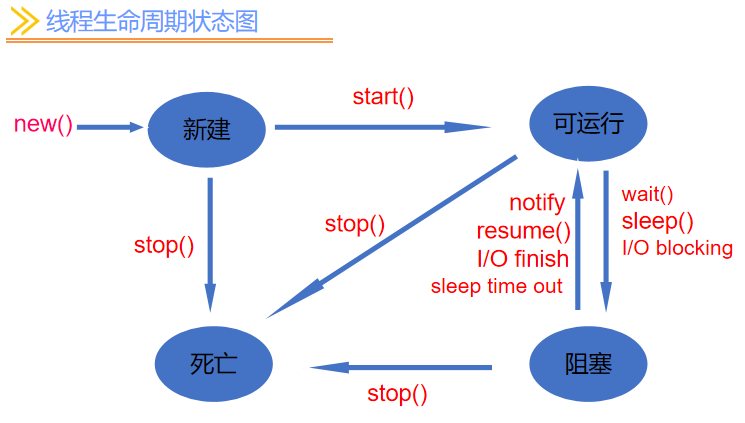 线程生命周期状态图
new()
新建
start()
可运行
stop()
stop()
notify
resume()
I/O finish
sleep time out
wait()
sleep()
I/O blocking
死亡
stop()
阻塞